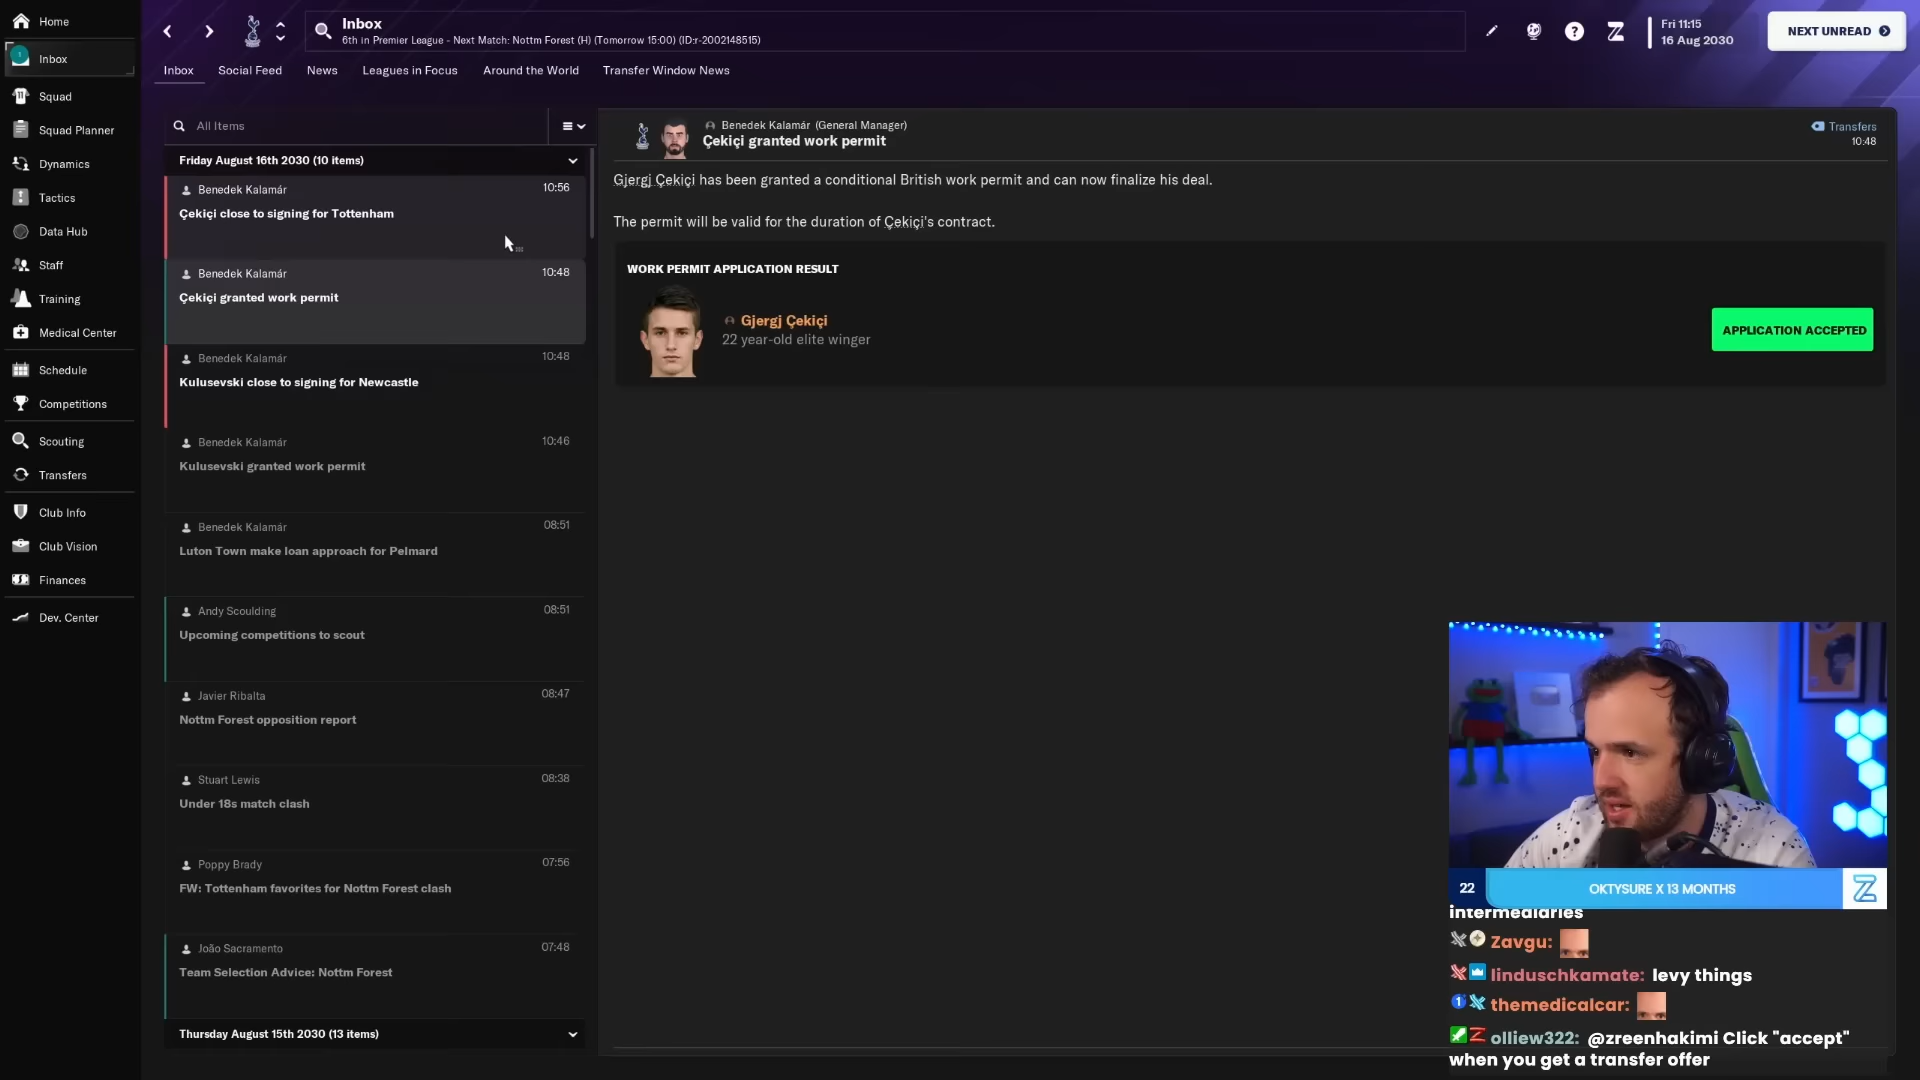 Home
Inbox
Squad
Squad Planner
Dynamics
Tactics
Data Hub
Staff
Training
Medical Center
Schedule
Competitions
Scouting
Transfers
Club Info
Club Vision
Finances
Dev. Center
Inbox
6th in Premier League - Next Match: Nottm Forest (H) (Tomorrow 15:00) (ID:r-2002148515)
Fri 11:15
16 Aug 2030
NEXT UNREAD
Inbox Social Feed News Leagues in Focus Around the World Transfer Window News
All Items
Friday August 16th 2030 (10 items)
Benedek Kalamár 10:56
Çekiçi close to signing for Tottenham
Benedek Kalamár 10:48
Çekiçi granted work permit
Benedek Kalamár 10:48
Kulusevski close to signing for Newcastle
Benedek Kalamár 10:46
Kulusevski granted work permit
Benedek Kalamár 08:51
Luton Town make loan approach for Pelmard
Andy Scoulding 08:51
Upcoming competitions to scout
Javier Ribalta 08:47
Nottm Forest opposition report
Stuart Lewis 08:38
Under 18s match clash
Poppy Brady 07:56
FW: Tottenham favorites for Nottm Forest clash
João Sacramento 07:48
Team Selection Advice: Nottm Forest
Thursday August 15th 2030 (13 items)
Benedek Kalamár (General Manager)
Çekiçi granted work permit
Transfers
10:48
Gjergj Çekiçi has been granted a conditional British work permit and can now finalize his deal.
The permit will be valid for the duration of Çekiçi's contract.
WORK PERMIT APPLICATION RESULT
Gjergj Çekiçi
22 year-old elite winger
APPLICATION ACCEPTED
22 OKTYSURE X 13 MONTHS
intermediaries
Zavgu:
linduschkamate: levy things
themedicalcar:
olliew322: @zreenhakimi Click "accept"
when you get a transfer offer